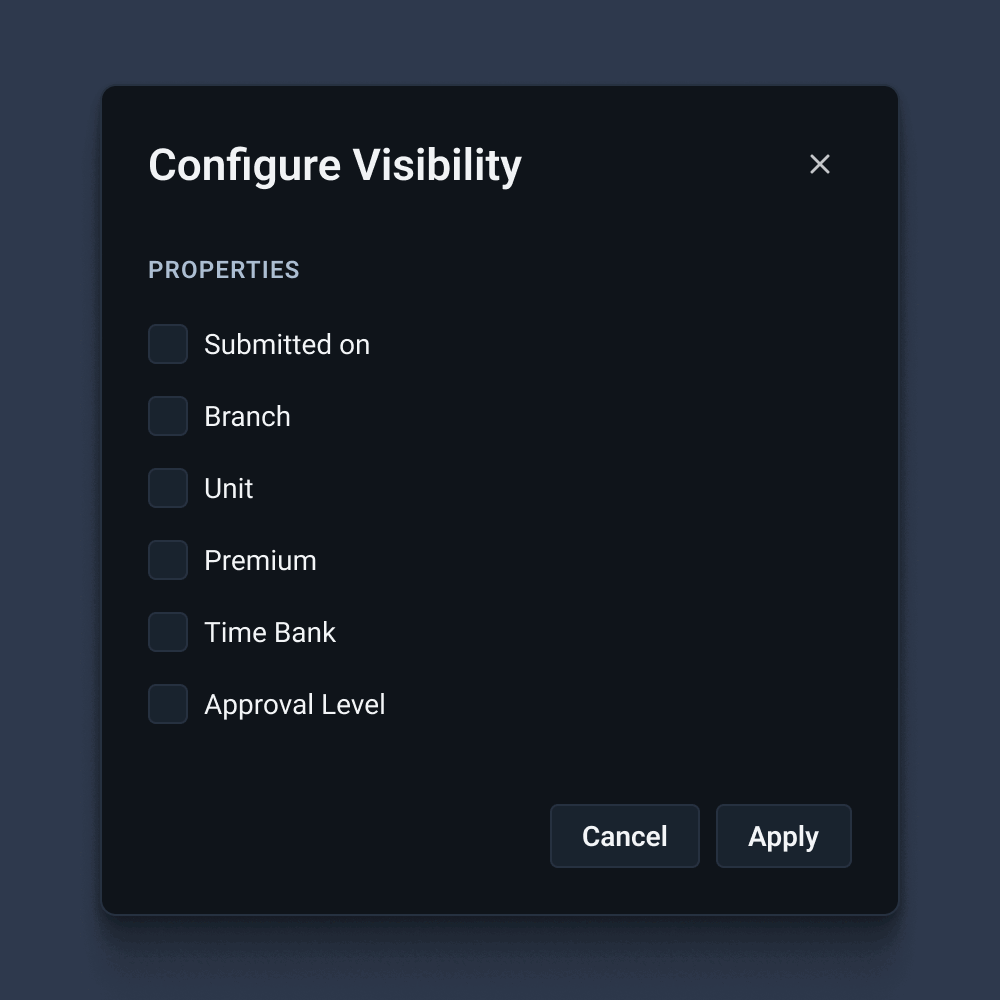 Configure Visibility
PROPERTIES
Submitted on
Branch
Unit
Premium
Time Bank
Approval Level
Cancel
Apply